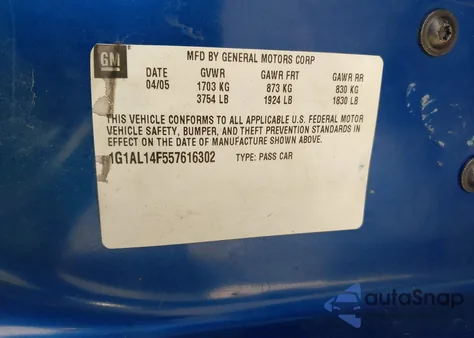 GM
MFD BY GENERAL MOTORS CORP
DATE GVWR GAWR FRT GAWR RR
04/05 1703 KG 873 KG 830 KG
3754 LB 1924 LB 1830 LB
THIS VEHICLE CONFORMS TO ALL APPLICABLE U.S. FEDERAL MOTOR
VEHICLE SAFETY, BUMPER, AND THEFT PREVENTION STANDARDS IN
EFFECT ON THE DATE OF MANUFACTURE SHOWN ABOVE.
1G1AL14F557616302 TYPE: PASS CAR
autoSnap